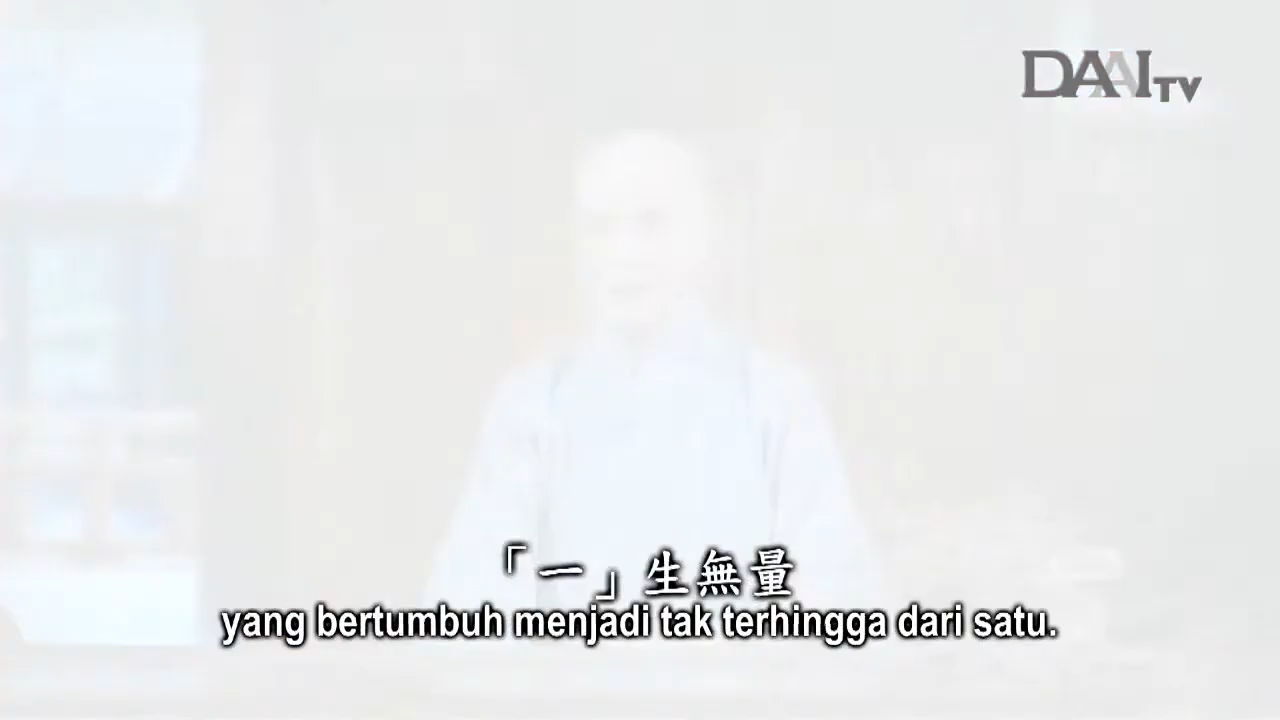 DAAI TV
「一」生無量
yang bertumbuh menjadi tak terhingga dari satu.